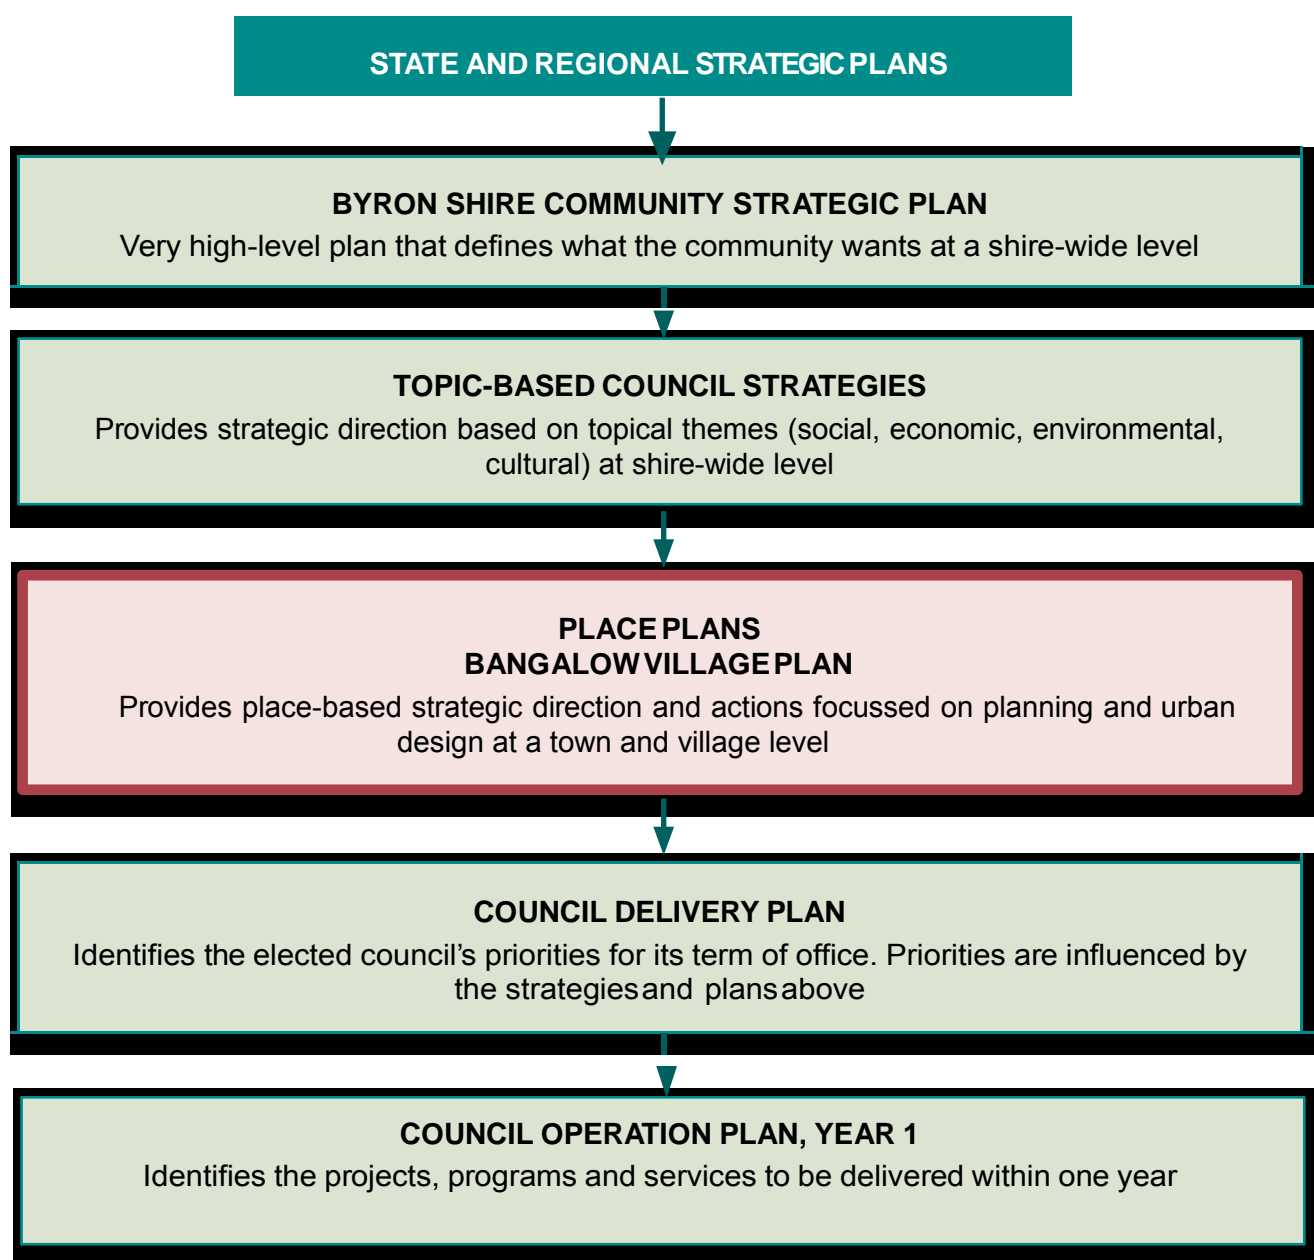 STATE AND REGIONAL STRATEGIC PLANS
BYRON SHIRE COMMUNITY STRATEGIC PLAN
Very high-level plan that defines what the community wants at a shire-wide level
TOPIC-BASED COUNCIL STRATEGIES
Provides strategic direction based on topical themes (social, economic, environmental,
cultural) at shire-wide level
PLACE PLANS
BANGALOW VILLAGE PLAN
Provides place-based strategic direction and actions focussed on planning and urban
design at a town and village level
COUNCIL DELIVERY PLAN
Identifies the elected council’s priorities for its term of office. Priorities are influenced by
the strategies and plans above
COUNCIL OPERATION PLAN, YEAR 1
Identifies the projects, programs and services to be delivered within one year